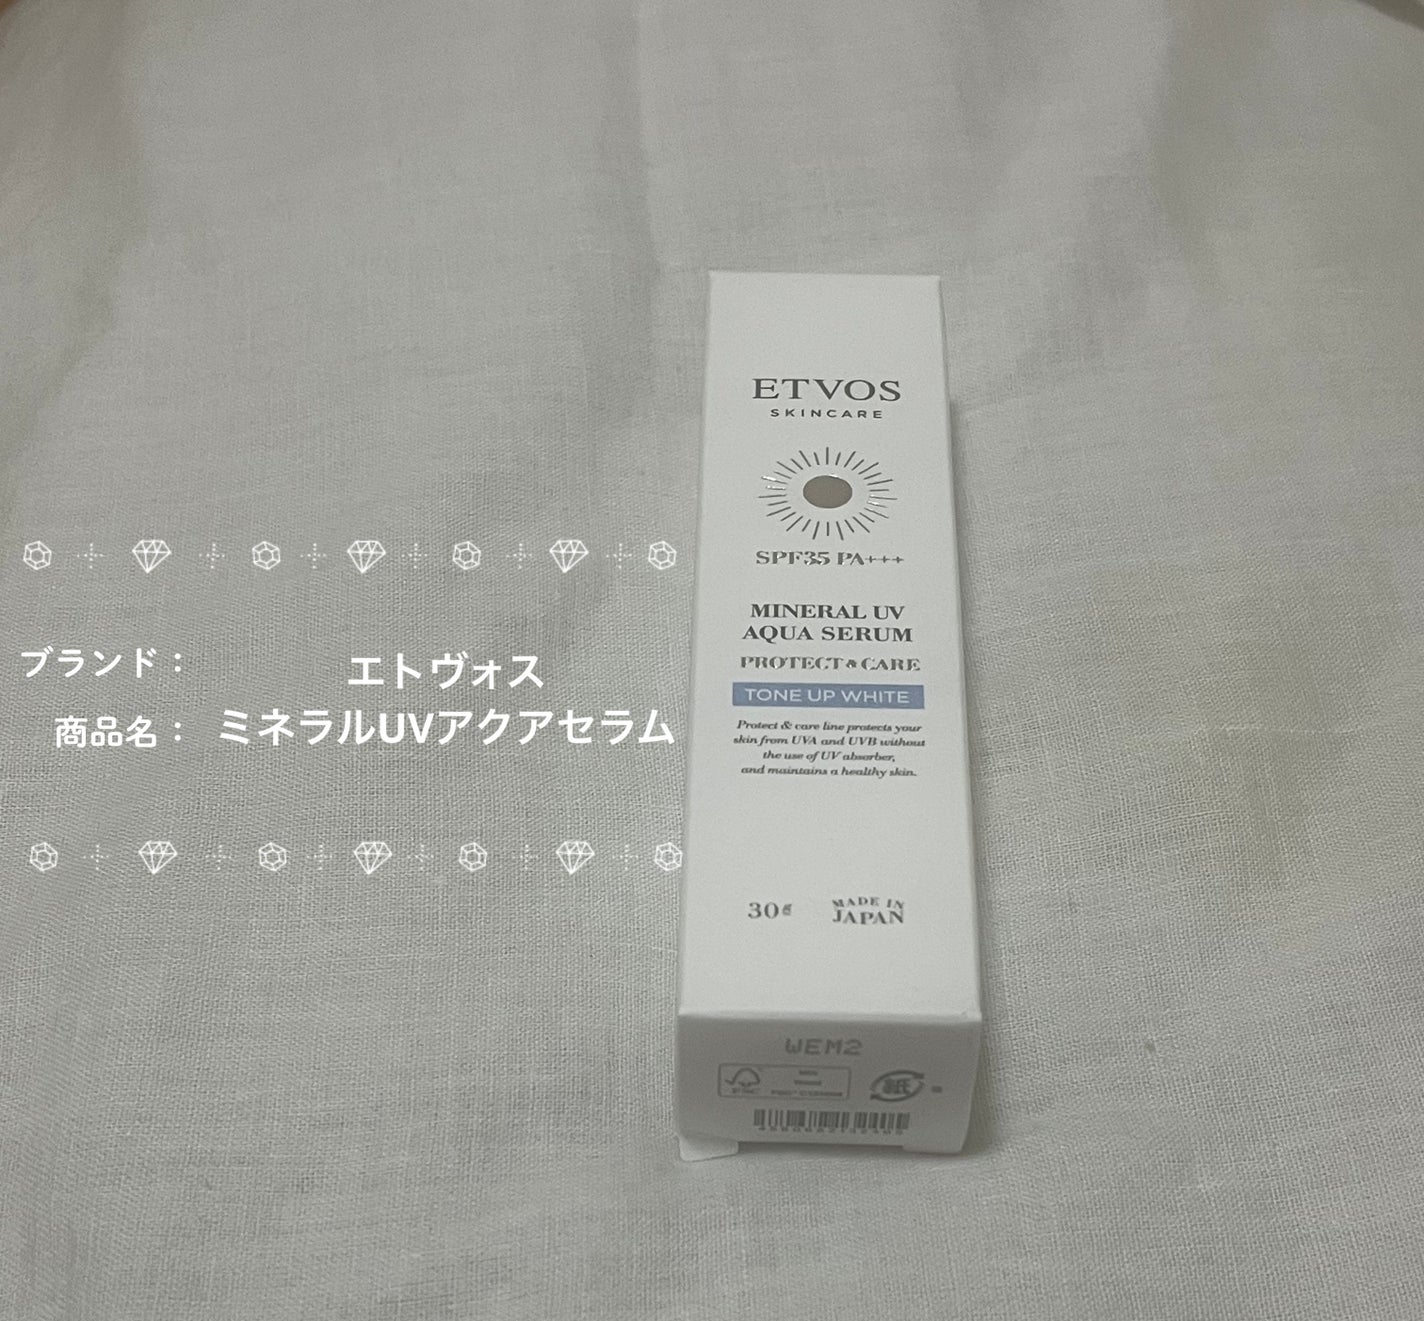 ETVOS
SKINCARE
SPF35 PA+++
MINERAL UV
AQUA SERUM
PROTECT & CARE
TONE UP WHITE
Protect & care line protects your
skin from UVA and UVB without
the use of UV absorber,
and maintains a healthy skin.
30g
MADE IN
JAPAN
WEM2
FSC
紙
ブランド： エトヴォス
商品名： ミネラルUVアクアセラム